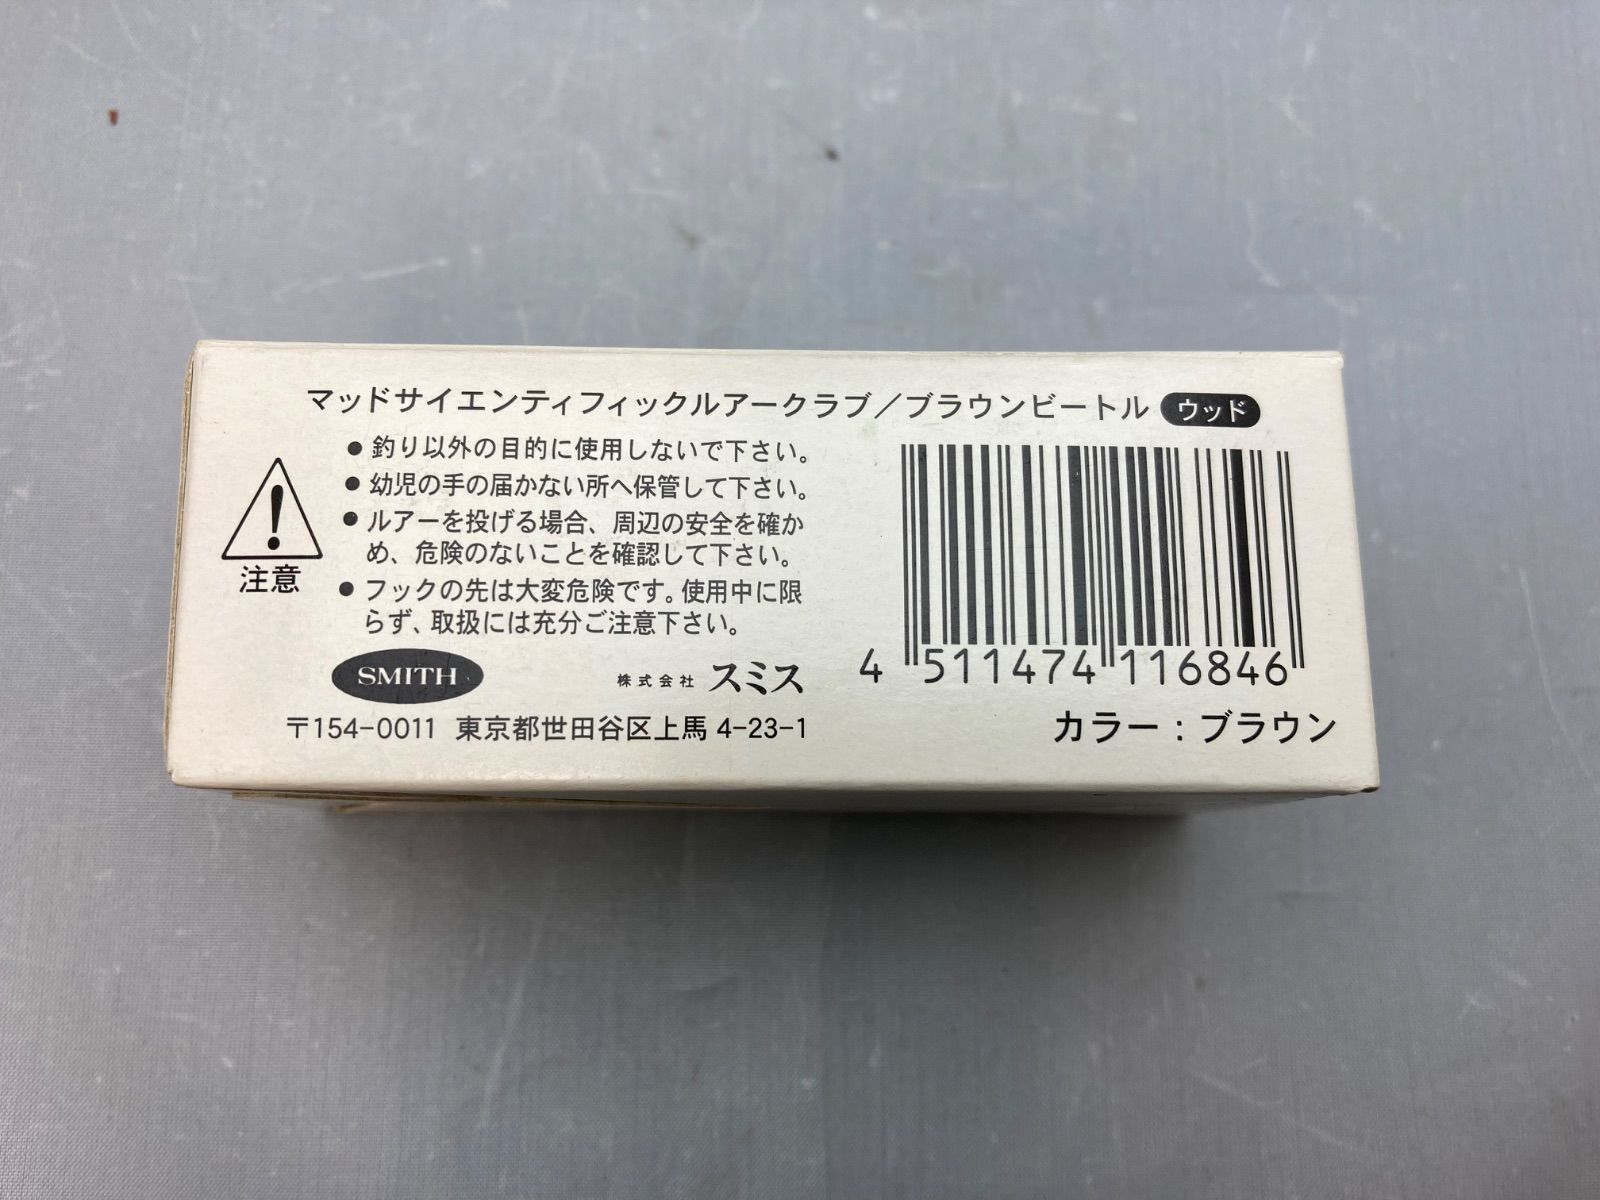 マッドサイエンティフィックルアークラブ／ブラウンビートル ウッド
●釣り以外の目的に使用しないで下さい。
●幼児の手の届かない所へ保管して下さい。
●ルアーを投げる場合、周辺の安全を確か
め、危険のないことを確認して下さい。
●フックの先は大変危険です。使用中に限
らず、取扱には充分ご注意下さい。
注意
SMITH 株式会社 スミス
〒154-0011 東京都世田谷区上馬4-23-1
4 511474 116846
カラー：ブラウン